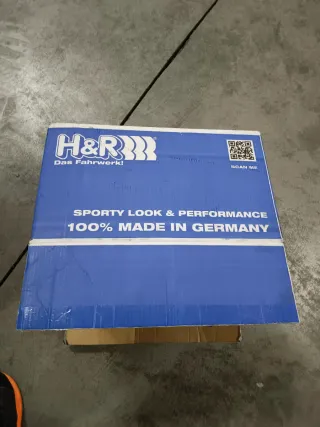 H&R
Das Fahrwerk!
SCAN ME
SPORTY LOOK & PERFORMANCE
100% MADE IN GERMANY